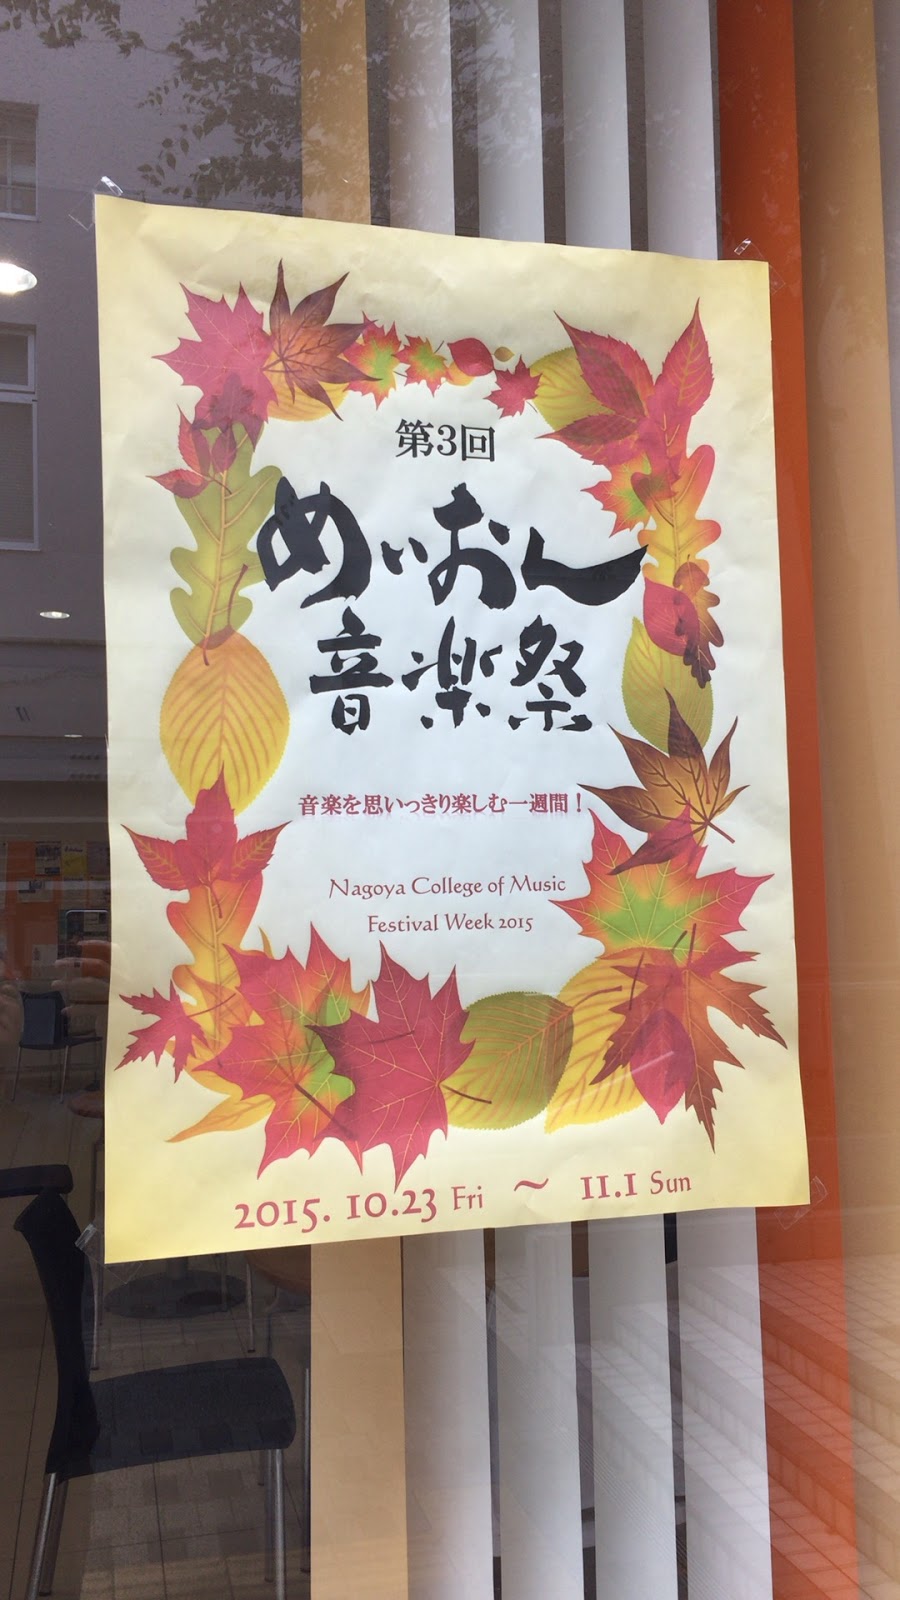 第3回
めいおん
音楽祭
音楽を思いっきり楽しむ一週間！
Nagoya College of Music
Festival Week 2015
2015. 10.23 Fri ～ 11.1 Sun